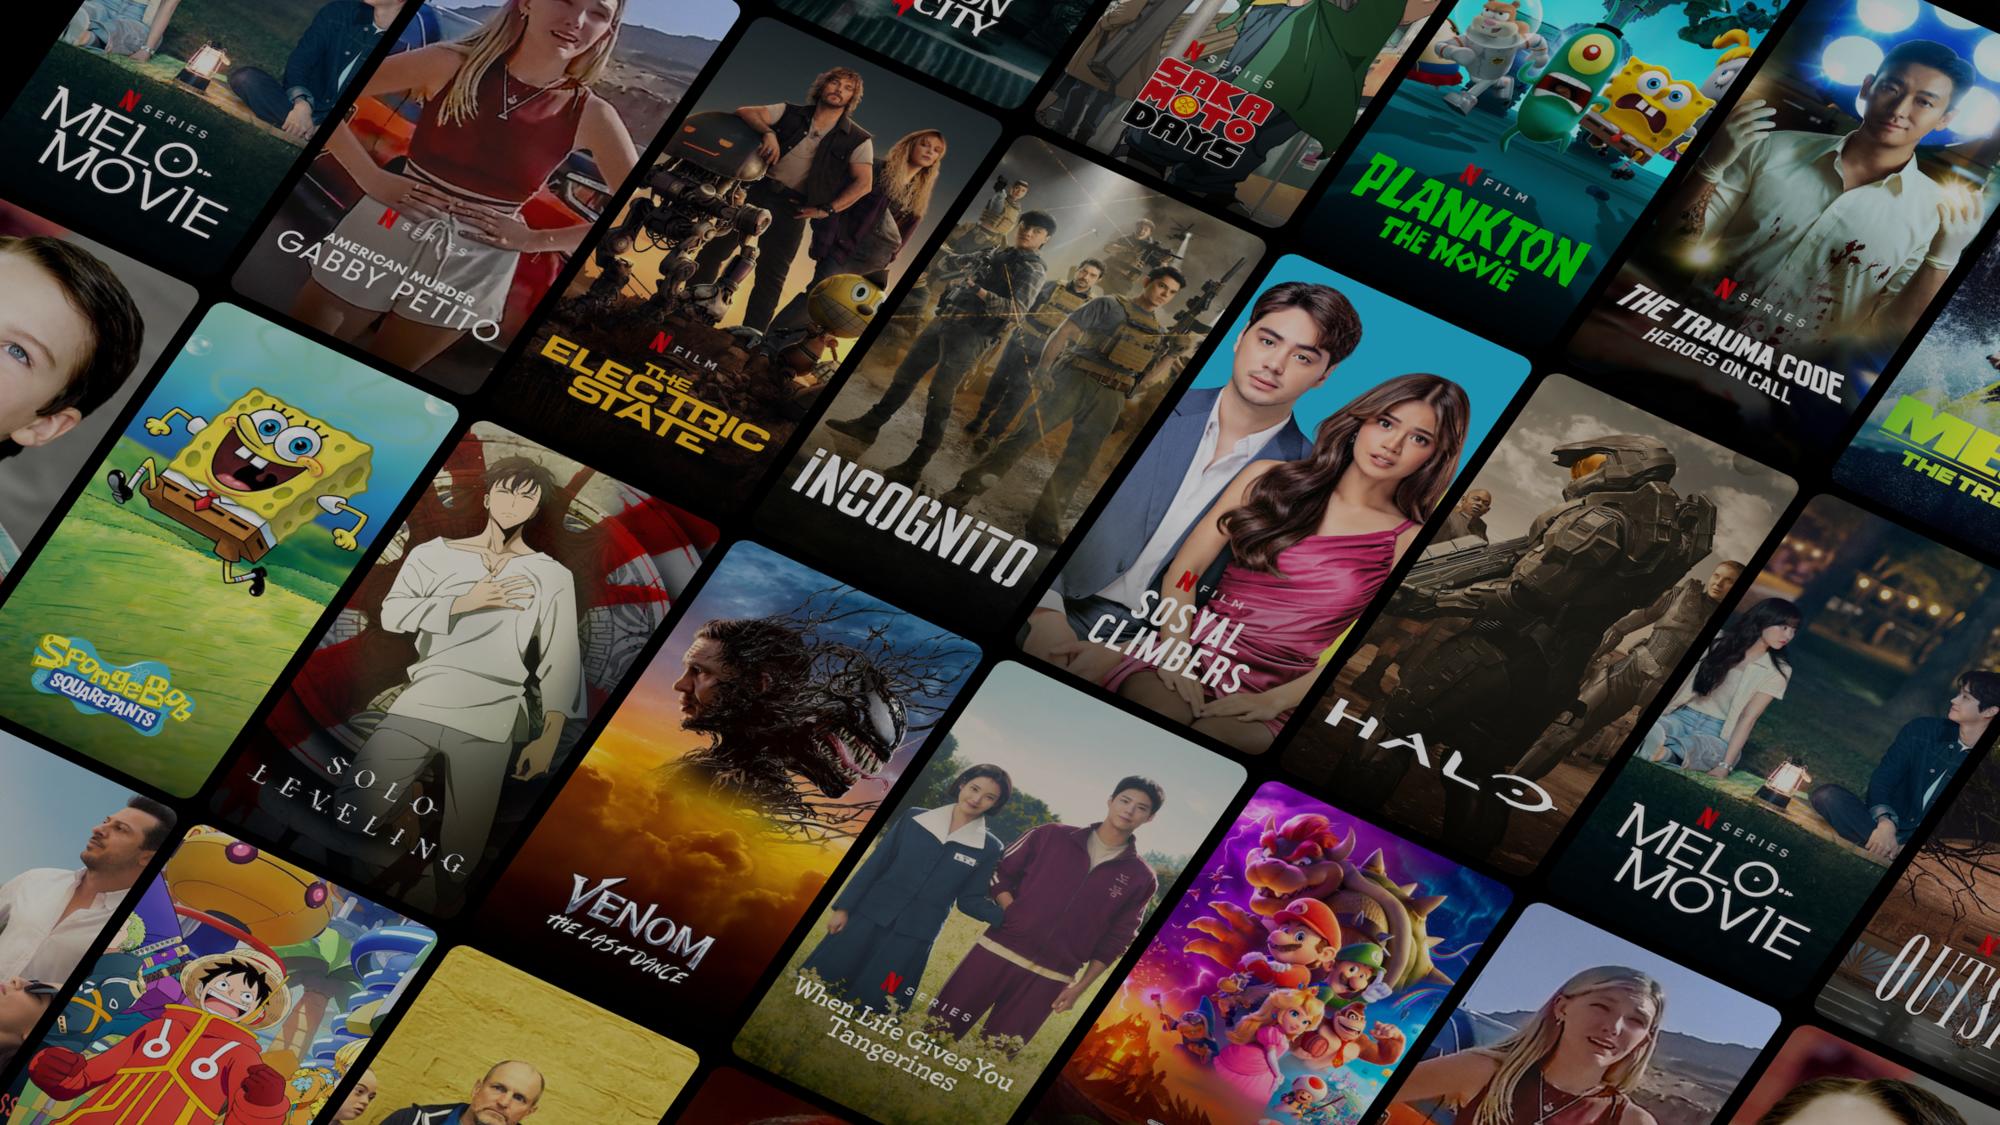 N SERIES
MELO...
MOVIE
N SERIES
AMERICAN MURDER
GABBY PETITO
N FILM
THE
ELECTRIC
STATE
CITY
iNCOGNiTO
N SERIES
SAKA
MOTO
DAYS
N FILM
PLANKTON
THE MOViE
N SERIES
THE TRAUMA CODE
HEROES ON CALL
SpongeBob
SQUAREPANTS
SOLO
LEVELING
VENOM
THE LAST DANCE
N SERIES
When Life Gives You
Tangerines
N FILM
SOSYAL
CLIMBERS
HALO
N SERIES
MELO...
MOVIE
THE